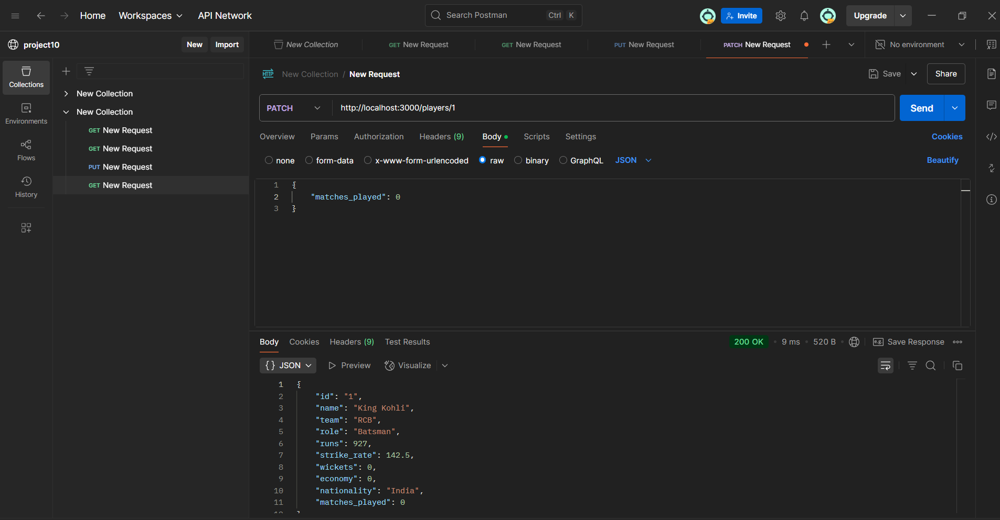 Home Workspaces API Network Search Postman Ctrl K Invite Upgrade
project10 New Import New Collection GET New Request GET New Request PUT New Request PATCH New Request No environment
Collections
Environments
Flows
History
New Collection
New Collection
GET New Request
GET New Request
PUT New Request
GET New Request
HTTP New Collection / New Request Save Share
PATCH http://localhost:3000/players/1 Send
Overview Params Authorization Headers (9) Body Scripts Settings Cookies
none form-data x-www-form-urlencoded raw binary GraphQL JSON Beautify
1 {
2 "matches_played": 0
3 }
Body Cookies Headers (9) Test Results 200 OK • 9 ms • 520 B • e.g. Save Response
{} JSON Preview Visualize
1 {
2 "id": "1",
3 "name": "King Kohli",
4 "team": "RCB",
5 "role": "Batsman",
6 "runs": 927,
7 "strike_rate": 142.5,
8 "wickets": 0,
9 "economy": 0,
10 "nationality": "India",
11 "matches_played": 0